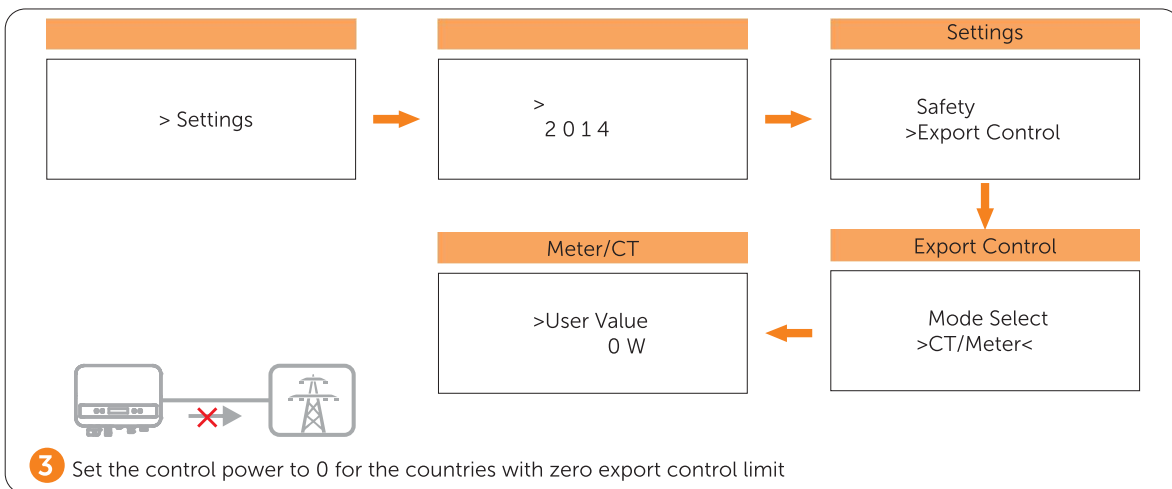 > Settings
>
2 0 1 4
Settings
Safety
>Export Control
Export Control
Mode Select
>CT/Meter<
Meter/CT
>User Value
0 W
3 Set the control power to 0 for the countries with zero export control limit